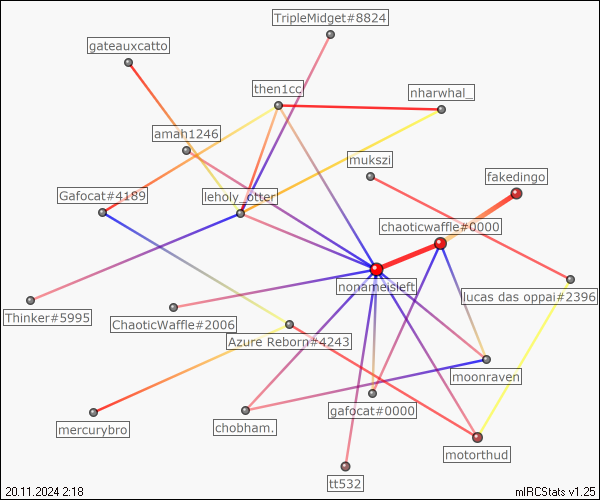 TripleMidget#8824
gateauxcatto
then1cc
nharwhal_
amah1246
mukszi
fakedingo
Gafocat#4189
leholy_otter
chaoticwaffle#0000
nonameisleft
lucas das oppai#2396
Thinker#5995
ChaoticWaffle#2006
Azure Reborn#4243
moonraven
gafocat#0000
mercurybro
chobham.
motorthud
tt532
20.11.2024 2:18
mIRCStats v1.25